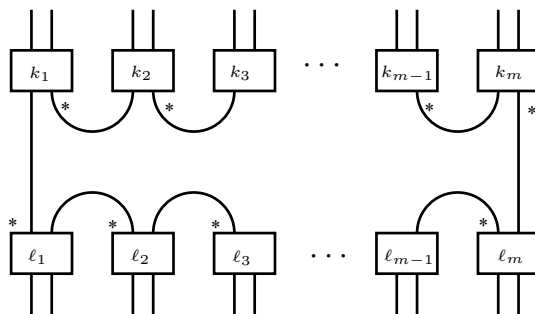 k₁ k₂ k₃ ··· kₘ₋₁ kₘ
* * * *
* * * *
ℓ₁ ℓ₂ ℓ₃ ··· ℓₘ₋₁ ℓₘ